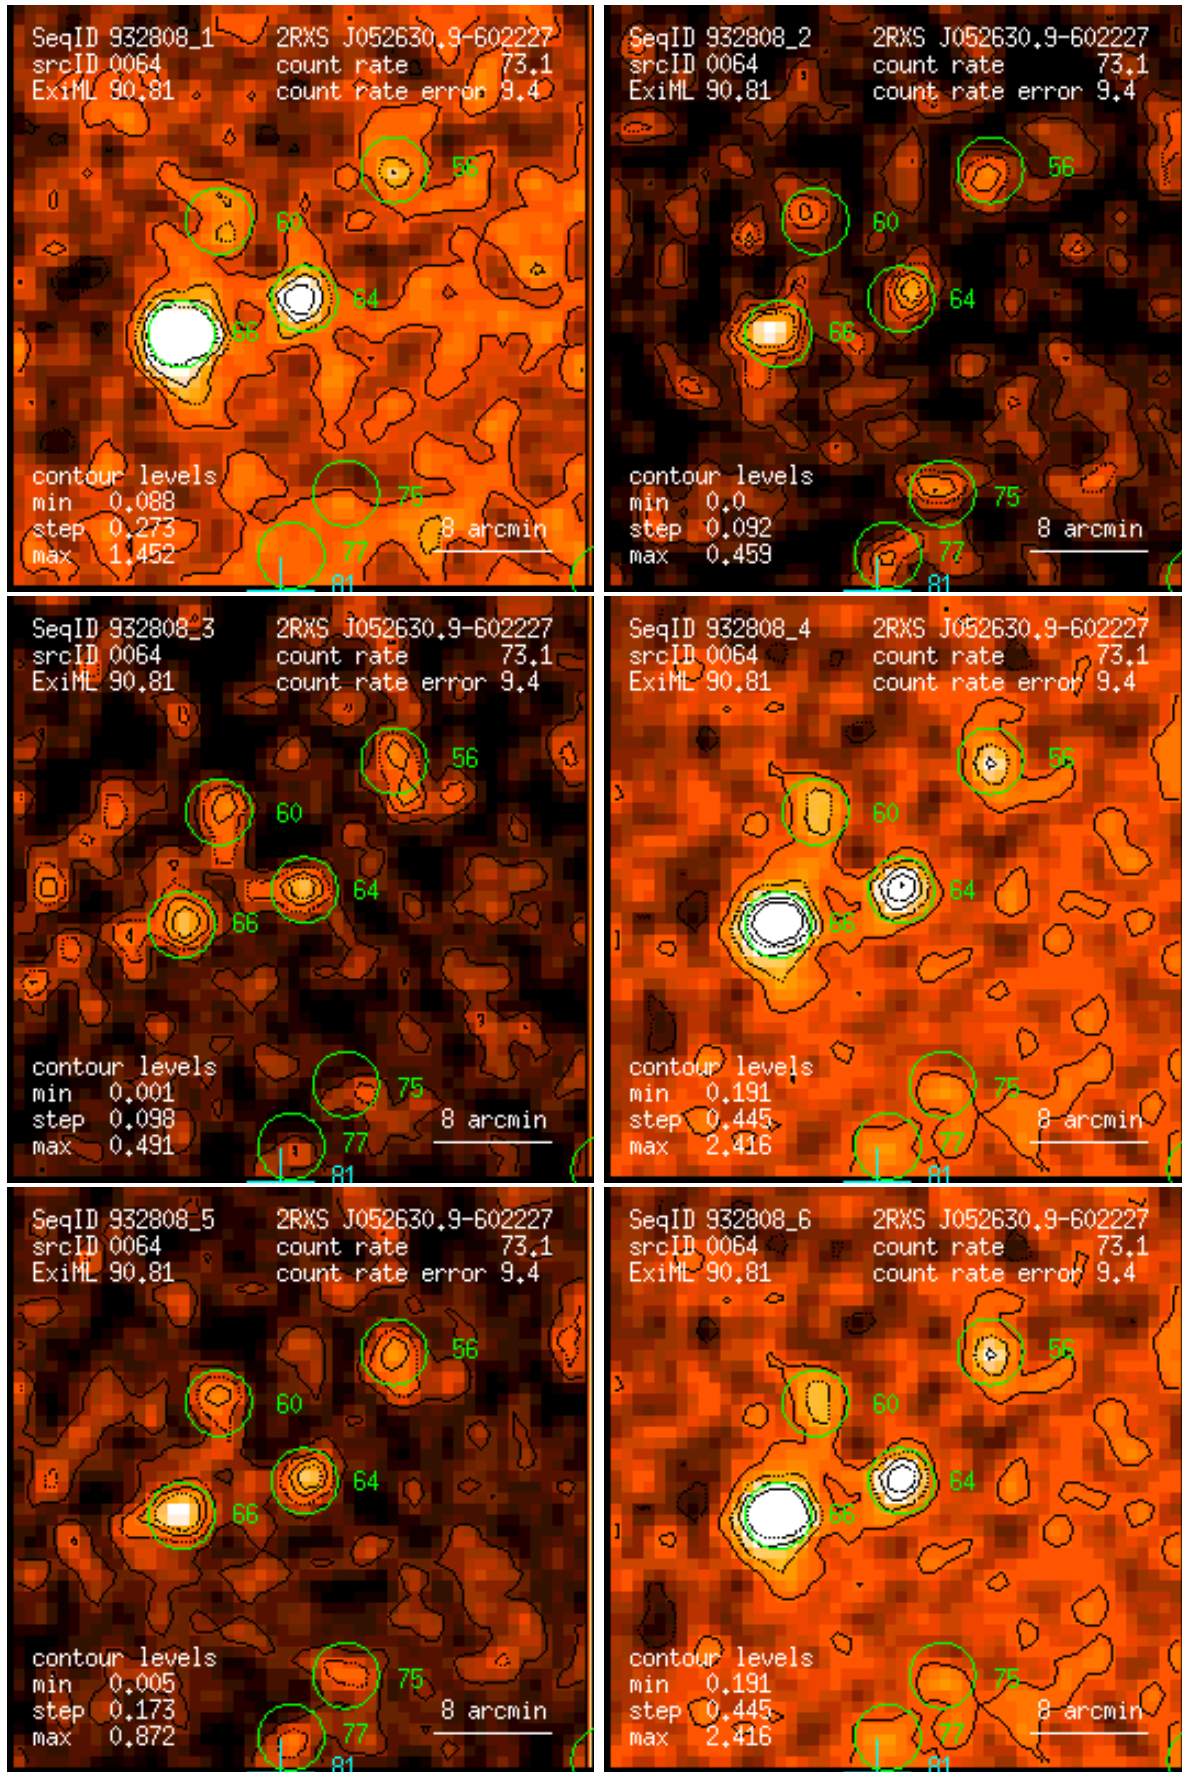 SeqID 932808_1 2RXS J052630.9-602227
srcID 0064 count rate 73.1
ExiML 90.81 count rate error 9.4
56
60
64
66
contour levels
min 0.088 75
step 0.273 8 arcmin
max 1.452 77
81
SeqID 932808_2 2RXS J052630.9-602227
srcID 0064 count rate 73.1
ExiML 90.81 count rate error 9.4
56
60
64
66
contour levels
min 0.0 75
step 0.092 8 arcmin
max 0.459 77
81
SeqID 932808_3 2RXS J052630.9-602227
srcID 0064 count rate 73.1
ExiML 90.81 count rate error 9.4
56
60
64
66
contour levels
min 0.001 75
step 0.098 8 arcmin
max 0.491 77
81
SeqID 932808_4 2RXS J052630.9-602227
srcID 0064 count rate 73.1
ExiML 90.81 count rate error 9.4
56
60
64
66
contour levels
min 0.191 75
step 0.445 8 arcmin
max 2.416 77
81
SeqID 932808_5 2RXS J052630.9-602227
srcID 0064 count rate 73.1
ExiML 90.81 count rate error 9.4
56
60
64
66
contour levels
min 0.005 75
step 0.173 8 arcmin
max 0.872 77
81
SeqID 932808_6 2RXS J052630.9-602227
srcID 0064 count rate 73.1
ExiML 90.81 count rate error 9.4
56
60
64
66
contour levels
min 0.191 75
step 0.445 8 arcmin
max 2.416 77
81